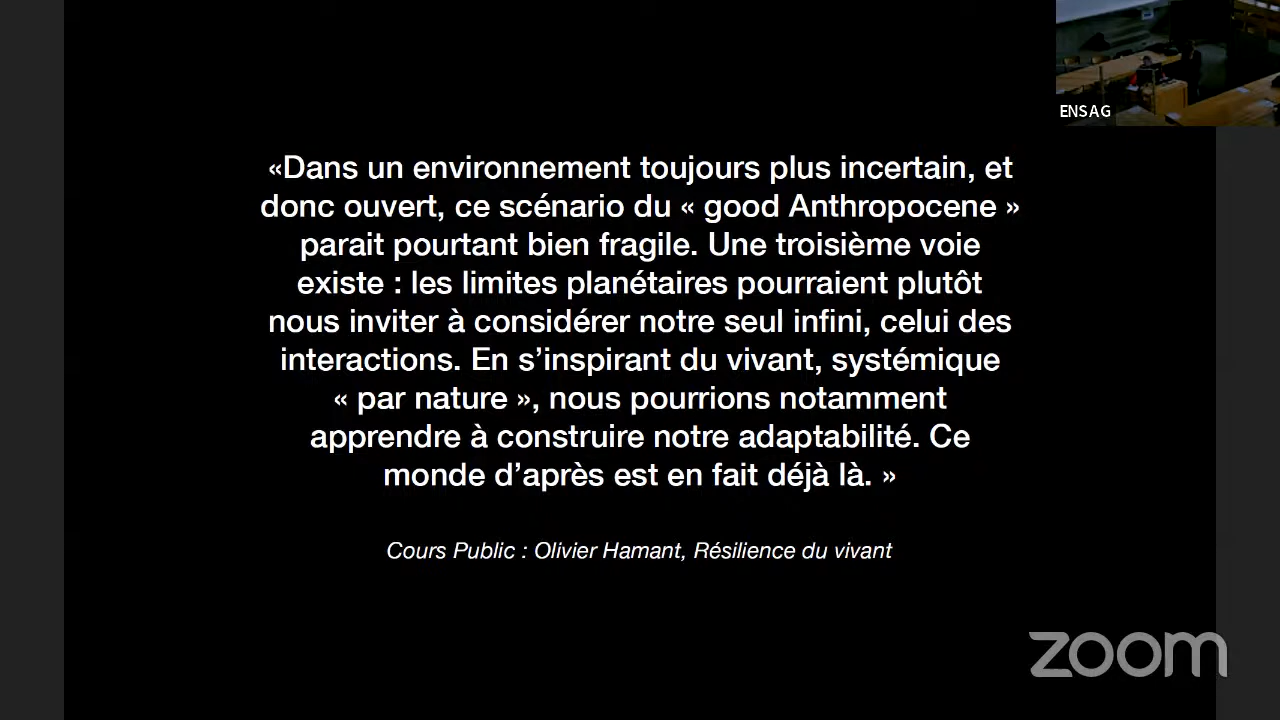 ENSAG
«Dans un environnement toujours plus incertain, et
donc ouvert, ce scénario du « good Anthropocene »
parait pourtant bien fragile. Une troisième voie
existe : les limites planétaires pourraient plutôt
nous inviter à considérer notre seul infini, celui des
interactions. En s’inspirant du vivant, systémique
« par nature », nous pourrions notamment
apprendre à construire notre adaptabilité. Ce
monde d’après est en fait déjà là. »
Cours Public : Olivier Hamant, Résilience du vivant
zoom